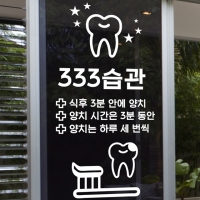 333습관
식후 3분 안에 양치
양치 시간은 3분 동안
양치는 하루 세 번씩